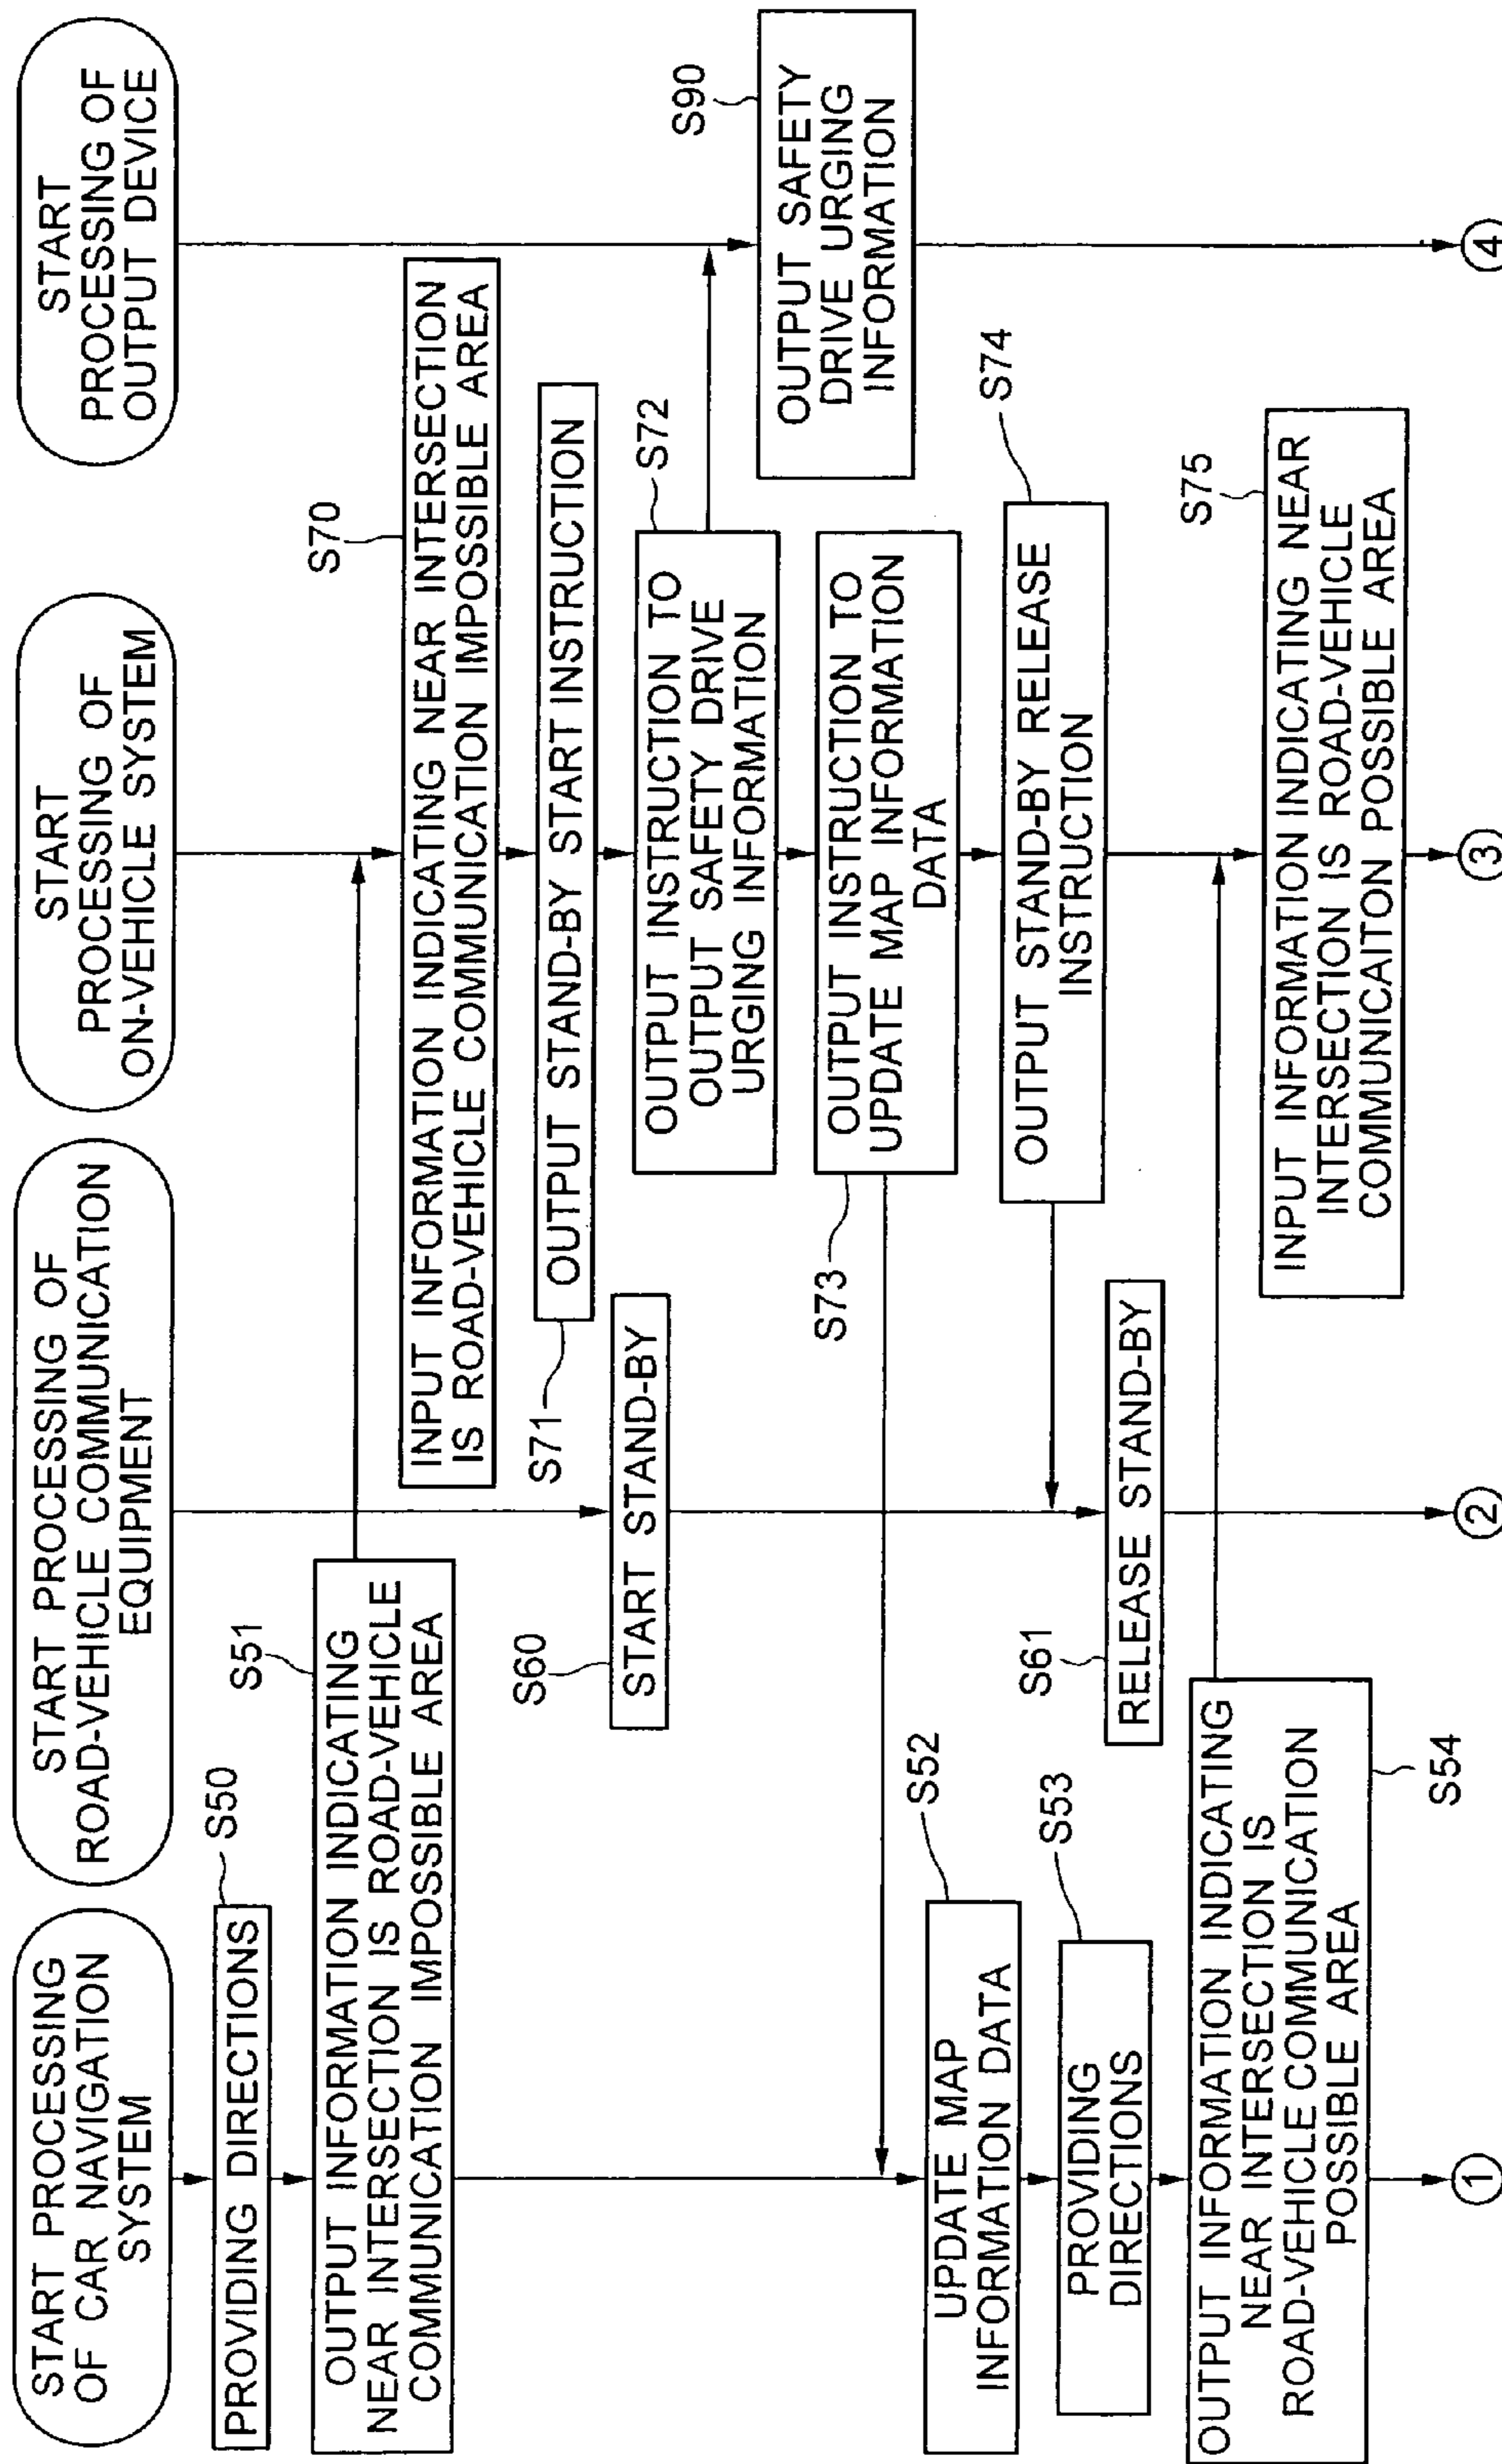 START PROCESSING
OF CAR NAVIGATION
SYSTEM
S50
PROVIDING DIRECTIONS
S51
OUTPUT INFORMATION INDICATING
NEAR INTERSECTION IS ROAD-VEHICLE
COMMUNICATION IMPOSSIBLE AREA
S52
UPDATE MAP
INFORMATION DATA
S53
PROVIDING
DIRECTIONS
OUTPUT INFORMATION INDICATING
NEAR INTERSECTION IS
ROAD-VEHICLE COMMUNICATION
POSSIBLE AREA
S54
1
START PROCESSING OF
ROAD-VEHICLE COMMUNICATION
EQUIPMENT
S60
START STAND-BY
S61
RELEASE STAND-BY
2
START
PROCESSING OF
ON-VEHICLE SYSTEM
S70
INPUT INFORMATION INDICATING NEAR INTERSECTION
IS ROAD-VEHICLE COMMUNICATION IMPOSSIBLE AREA
S71
OUTPUT STAND-BY START INSTRUCTION
S72
OUTPUT INSTRUCTION TO
OUTPUT SAFETY DRIVE
URGING INFORMATION
S73
OUTPUT INSTRUCTION TO
UPDATE MAP INFORMATION
DATA
S74
OUTPUT STAND-BY RELEASE
INSTRUCTION
S75
INPUT INFORMATION INDICATING NEAR
INTERSECTION IS ROAD-VEHICLE
COMMUNICAITON POSSIBLE AREA
3
START
PROCESSING OF
OUTPUT DEVICE
S90
OUTPUT SAFETY
DRIVE URGING
INFORMATION
4